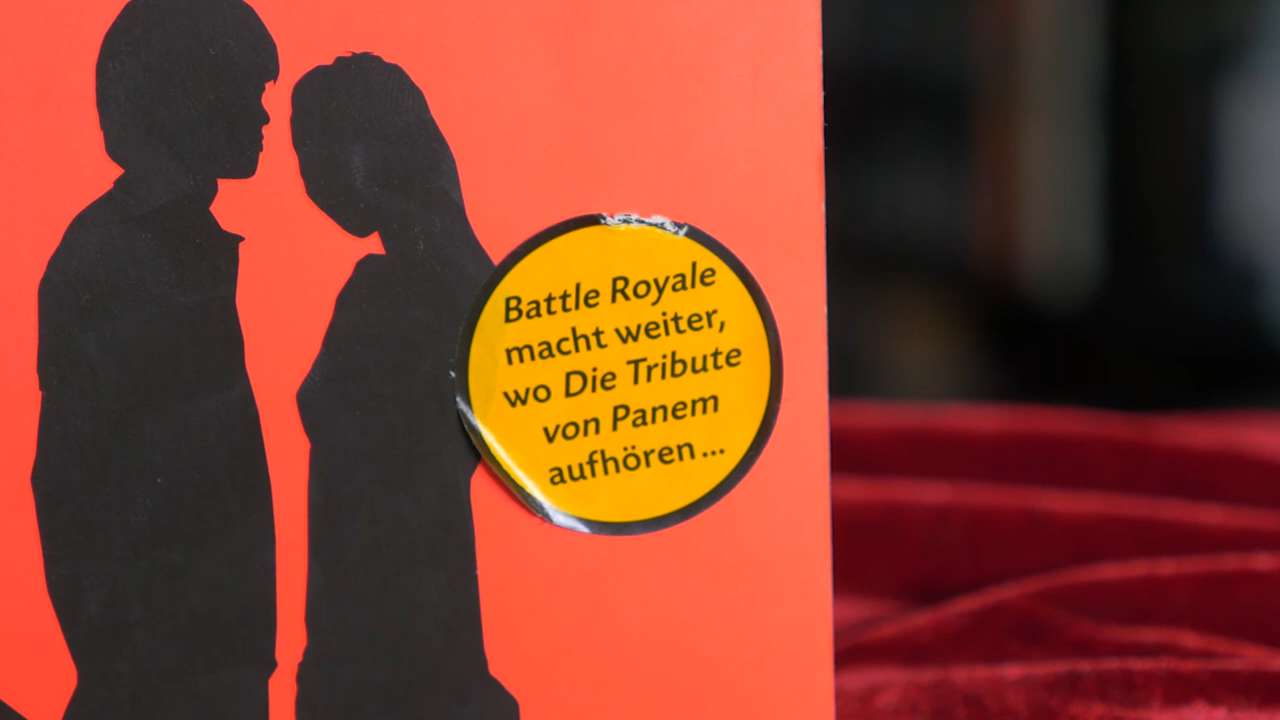 Battle Royale
macht weiter,
wo Die Tribute
von Panem
aufhören ...